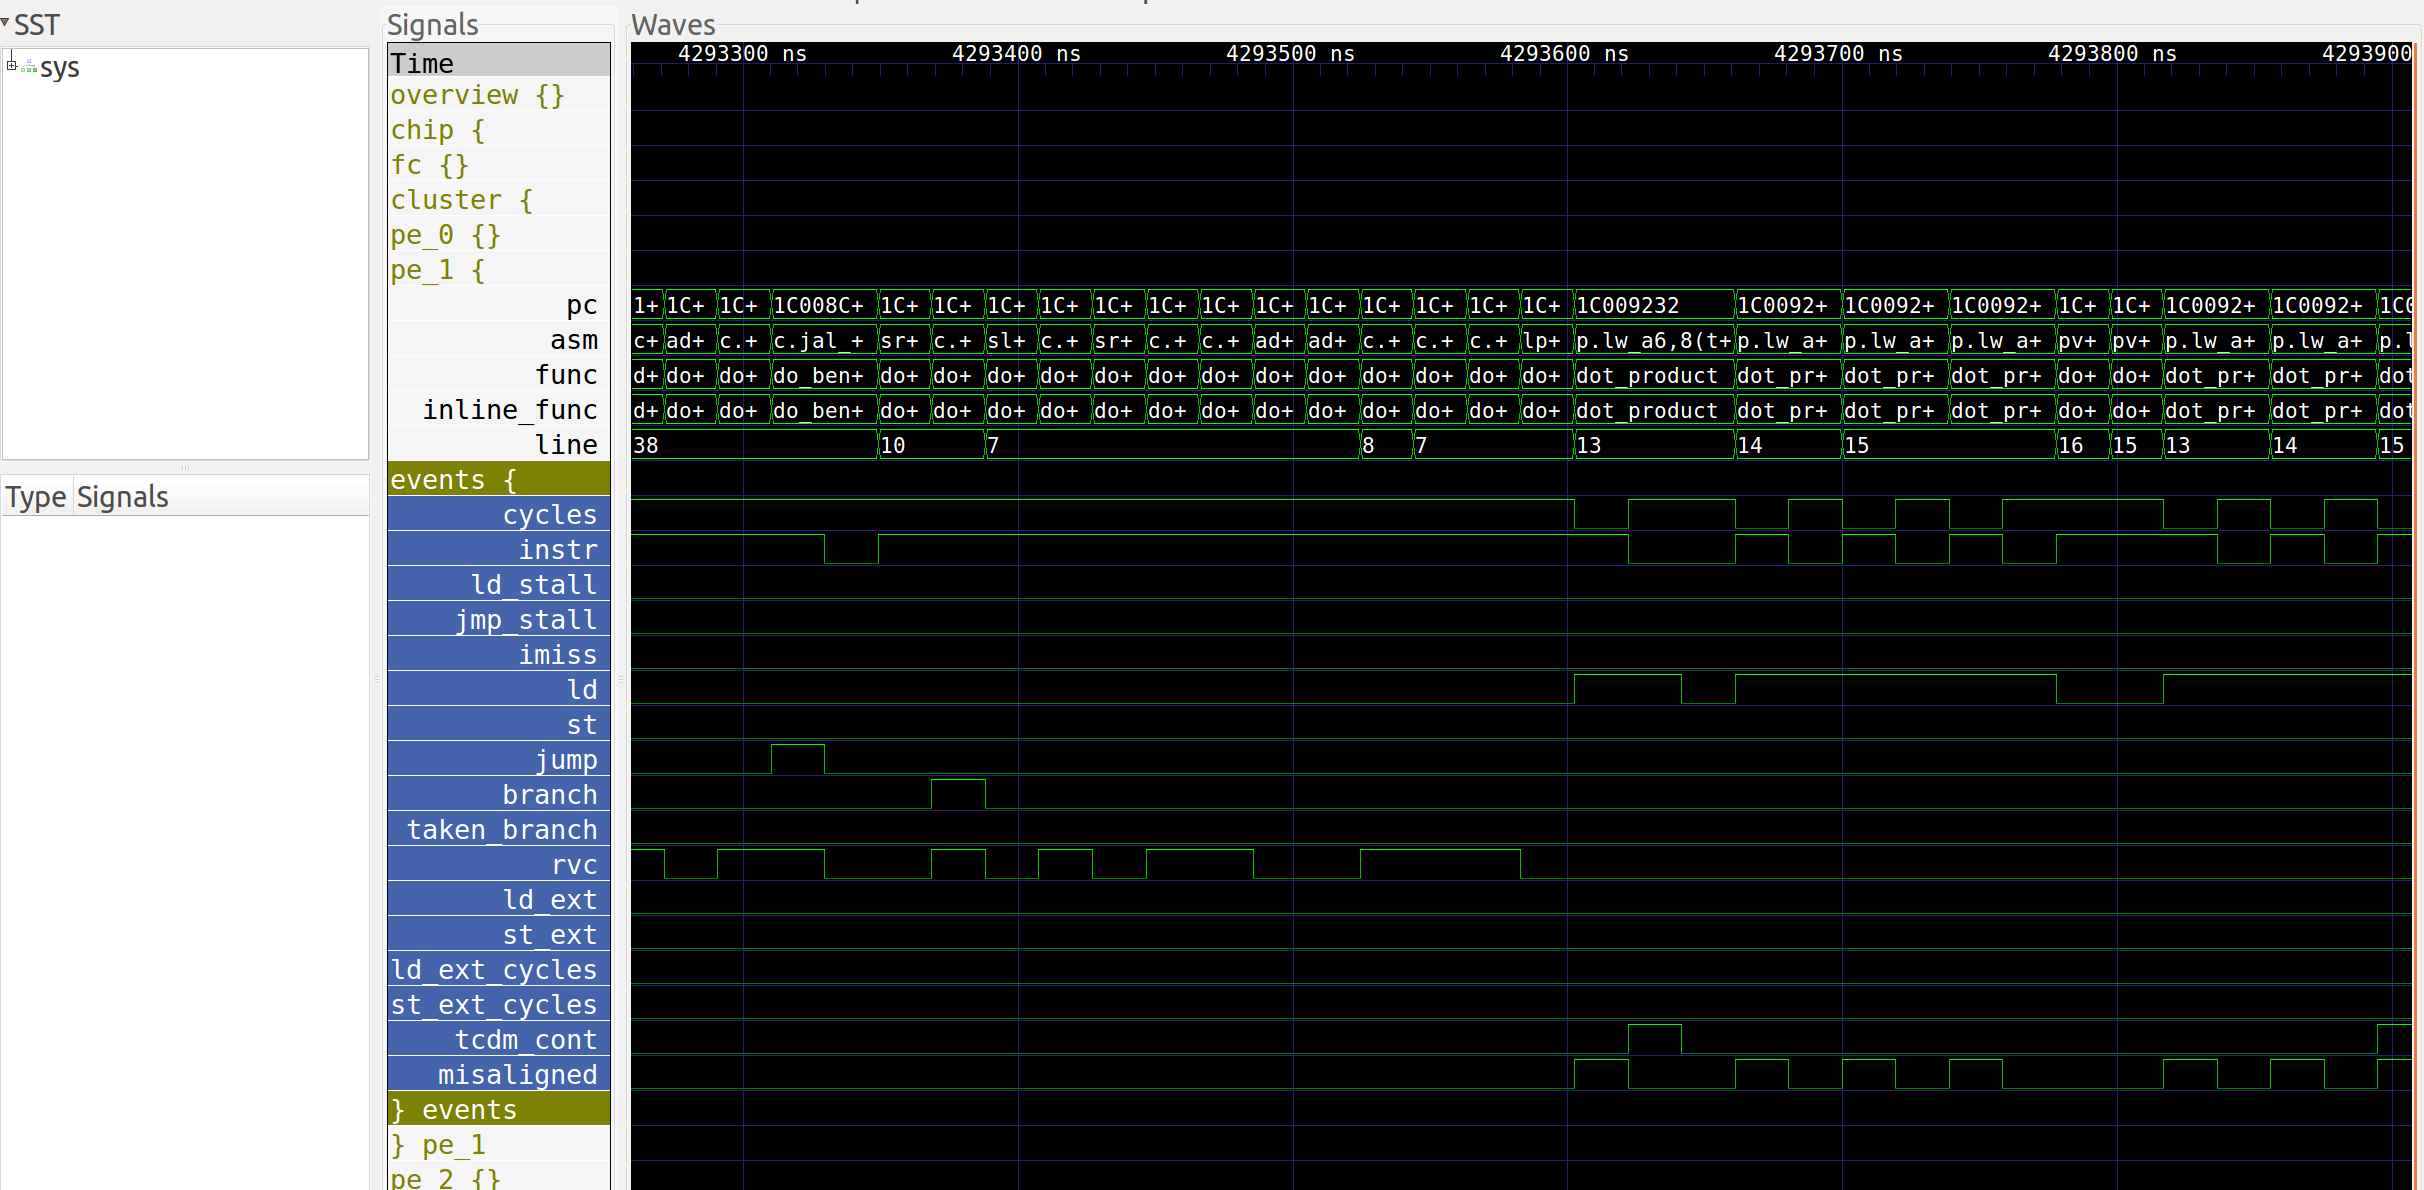 SST
sys
Type Signals
Signals
Time
overview {}
chip {
fc {}
cluster {
pe_0 {}
pe_1 {
pc
asm
func
inline_func
line
events {
cycles
instr
ld_stall
jmp_stall
imiss
ld
st
jump
branch
taken_branch
rvc
ld_ext
st_ext
ld_ext_cycles
st_ext_cycles
tcdm_cont
misaligned
} events
} pe_1
pe_2 {}
Waves
4293300 ns 4293400 ns 4293500 ns 4293600 ns 4293700 ns 4293800 ns 4293900
1+ 1C+ 1C+ 1C008C+ 1C+ 1C+ 1C+ 1C+ 1C+ 1C+ 1C+ 1C+ 1C+ 1C+ 1C+ 1C+ 1C+ 1C009232 1C0092+ 1C0092+ 1C0092+ 1C+ 1C+ 1C0092+ 1C0092+ 1C0
c+ ad+ c.+ c.jal_+ sr+ c.+ sl+ c.+ sr+ c.+ c.+ ad+ ad+ c.+ c.+ c.+ lp+ p.lw_a6,8(t+ p.lw_a+ p.lw_a+ p.lw_a+ pv+ pv+ p.lw_a+ p.lw_a+ p.l
d+ do+ do+ do_ben+ do+ do+ do+ do+ do+ do+ do+ do+ do+ do+ do+ do+ do+ dot_product dot_pr+ dot_pr+ dot_pr+ do+ do+ dot_pr+ dot_pr+ dot
d+ do+ do+ do_ben+ do+ do+ do+ do+ do+ do+ do+ do+ do+ do+ do+ do+ do+ dot_product dot_pr+ dot_pr+ dot_pr+ do+ do+ dot_pr+ dot_pr+ dot
38 10 7 8 7 13 14 15 16 15 13 14 15